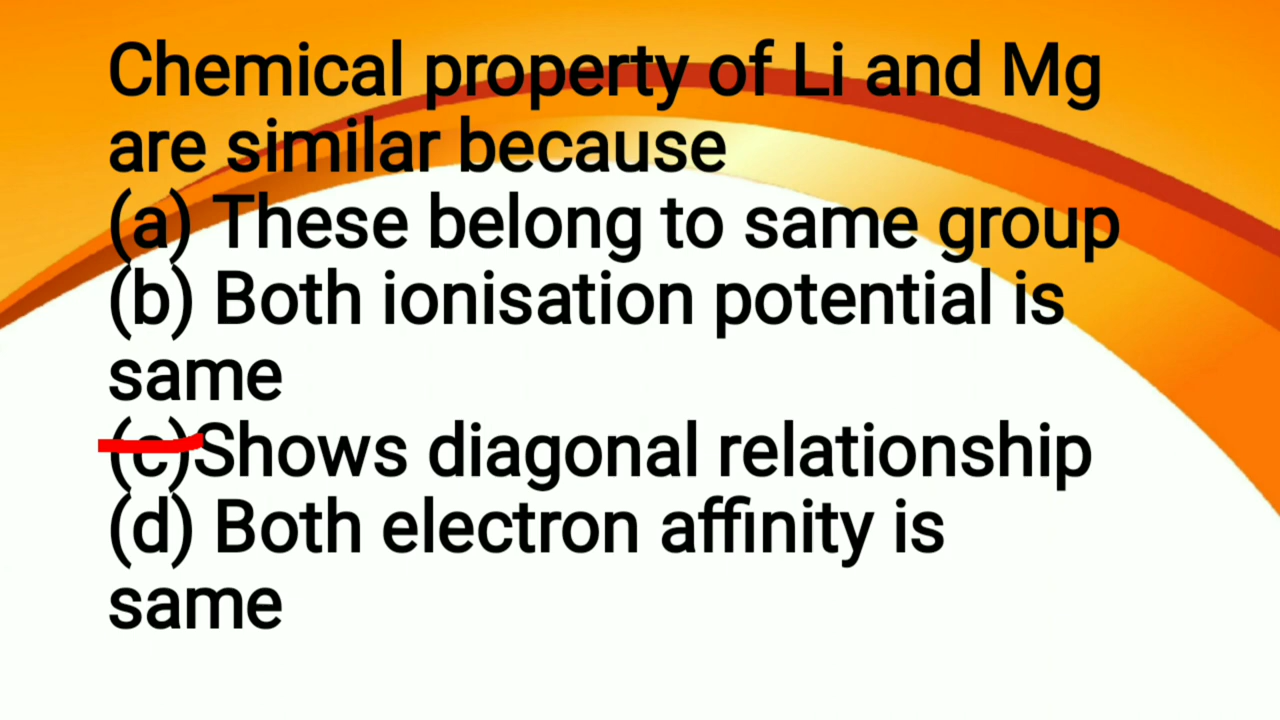 Chemical property of Li and Mg
are similar because
(a) These belong to same group
(b) Both ionisation potential is
same
(c)Shows diagonal relationship
(d) Both electron affinity is
same